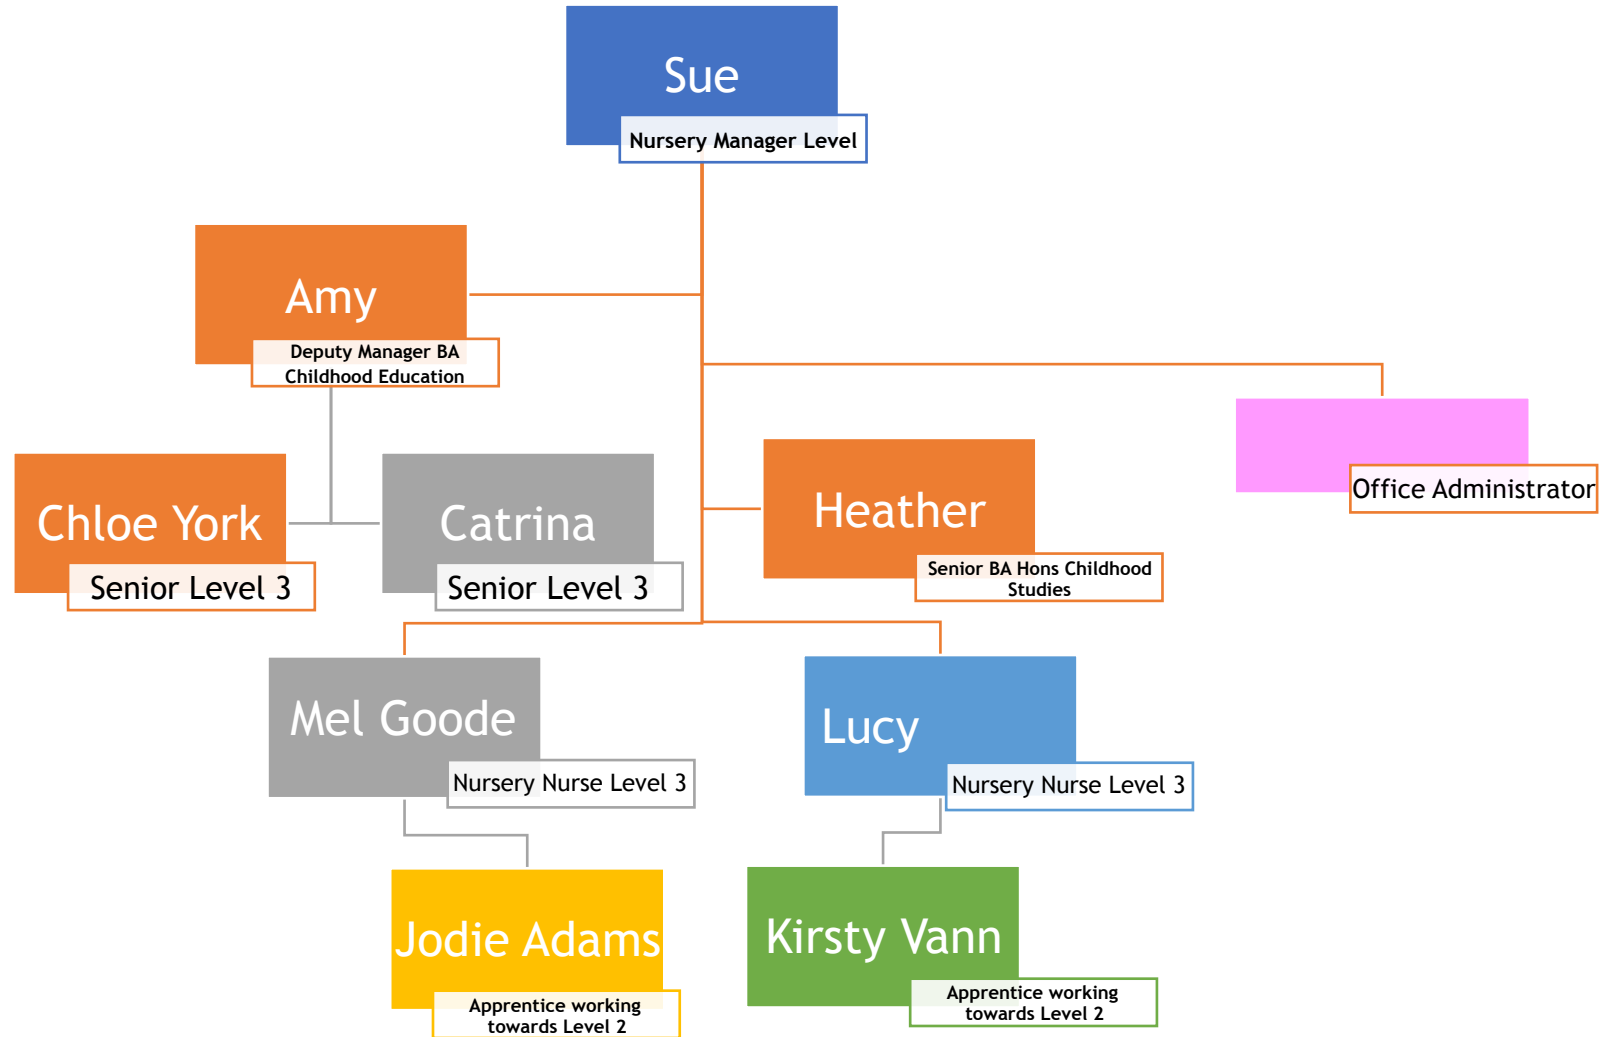 Sue
Nursery Manager Level
Amy
Deputy Manager BA
Childhood Education
Chloe York
Senior Level 3
Catrina
Senior Level 3
Heather
Senior BA Hons Childhood
Studies
Office Administrator
Mel Goode
Nursery Nurse Level 3
Lucy
Nursery Nurse Level 3
Jodie Adams
Apprentice working
towards Level 2
Kirsty Vann
Apprentice working
towards Level 2